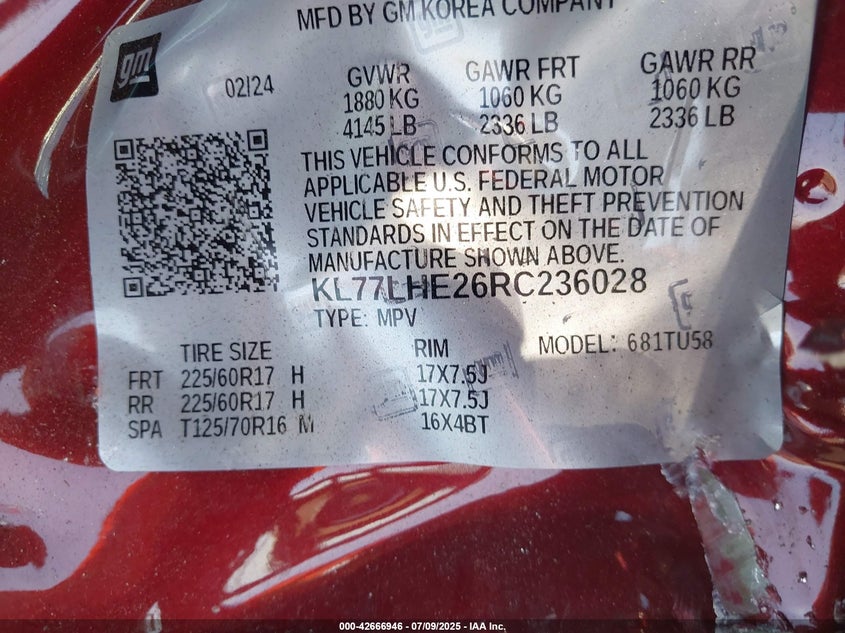 MFD BY GM KOREA COMPANY
gm
02/24
GVWR GAWR FRT GAWR RR
1880 KG 1060 KG 1060 KG
4145 LB 2336 LB 2336 LB
THIS VEHICLE CONFORMS TO ALL
APPLICABLE U.S. FEDERAL MOTOR
VEHICLE SAFETY AND THEFT PREVENTION
STANDARDS IN EFFECT ON THE DATE OF
MANUFACTURE SHOWN ABOVE.
KL77LHE26RC236028
TYPE: MPV
TIRE SIZE RIM MODEL: 681TU58
FRT 225/60R17 H 17X7.5J
RR 225/60R17 H 17X7.5J
SPA T125/70R16 M 16X4BT
000-42666946 - 07/09/2025 - IAA Inc.